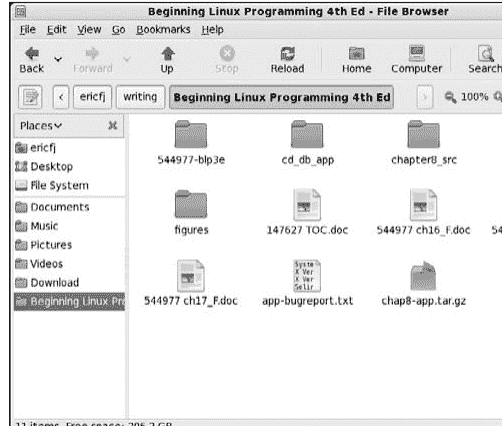 Beginning Linux Programming 4th Ed - File Browser
File Edit View Go Bookmarks Help
Back Forward Up Stop Reload Home Computer Search
ericfj writing Beginning Linux Programming 4th Ed 100%
Places
ericfj
Desktop
File System
Documents
Music
Pictures
Videos
Download
Beginning Linux Pr
544977-blp3e cd_db_app chapter8_src
figures 147627 TOC.doc 544977 ch16_F.doc
544977 ch17_F.doc app-bugreport.txt chap8-app.tar.gz